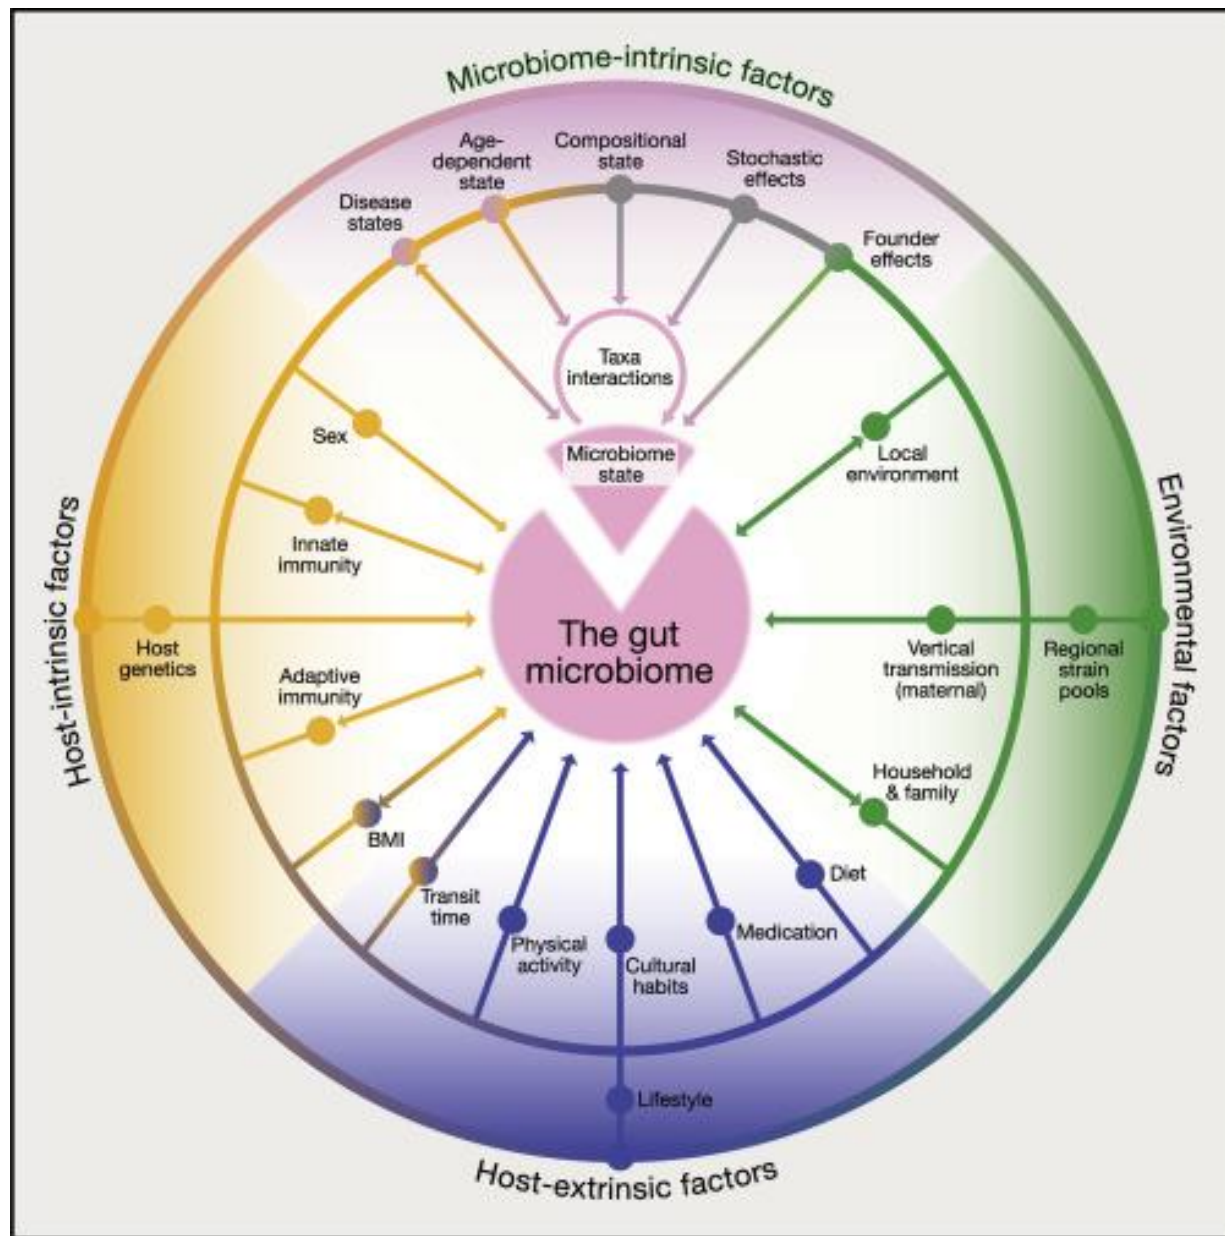 Microbiome-intrinsic factors
Age-
dependent
state
Compositional
state
Stochastic
effects
Disease
states
Founder
effects
Taxa
interactions
Sex
Microbiome
state
Local
environment
Innate
immunity
Host-intrinsic factors
Environmental factors
Host
genetics
The gut
microbiome
Vertical
transmission
(maternal)
Regional
strain
pools
Adaptive
immunity
Household
& family
BMI
Transit
time
Diet
Physical
activity
Cultural
habits
Medication
Lifestyle
Host-extrinsic factors